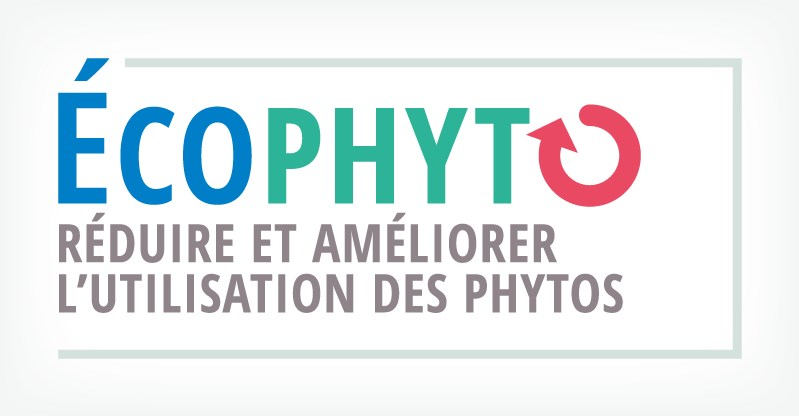 ÉCOPHYTO
RÉDUIRE ET AMÉLIORER
L'UTILISATION DES PHYTOS